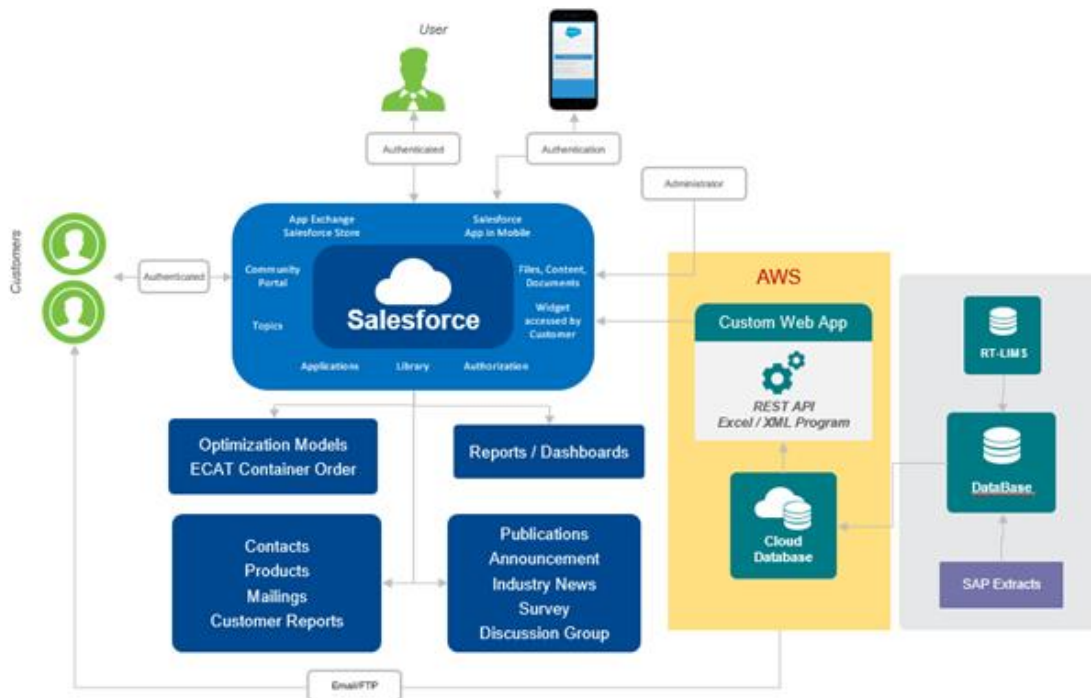 User
Authenticated
Authentication
Administrator
Customers
Authenticated
App Exchange
Salesforce Store
Salesforce
App in Mobile
Community
Portal
Files, Content,
Documents
Salesforce
Topics
Widget
accessed by
Customer
Applications
Library
Authorization
AWS
Custom Web App
REST API
Excel / XML Program
Cloud
Database
RT-LIMS
DataBase
SAP Extracts
Optimization Models
ECAT Container Order
Reports / Dashboards
Contacts
Products
Mailings
Customer Reports
Publications
Announcement
Industry News
Survey
Discussion Group
Email/FTP